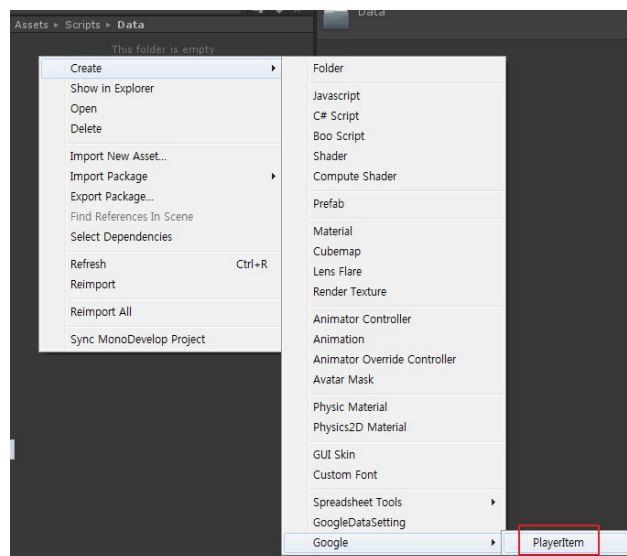 Data
Assets ▸ Scripts ▸ Data
This folder is empty
Create
Show in Explorer
Open
Delete
Import New Asset...
Import Package
Export Package...
Find References In Scene
Select Dependencies
Refresh Ctrl+R
Reimport
Reimport All
Sync MonoDevelop Project
Folder
Javascript
C# Script
Boo Script
Shader
Compute Shader
Prefab
Material
Cubemap
Lens Flare
Render Texture
Animator Controller
Animation
Animator Override Controller
Avatar Mask
Physic Material
Physics2D Material
GUI Skin
Custom Font
Spreadsheet Tools
GoogleDataSetting
Google
PlayerItem